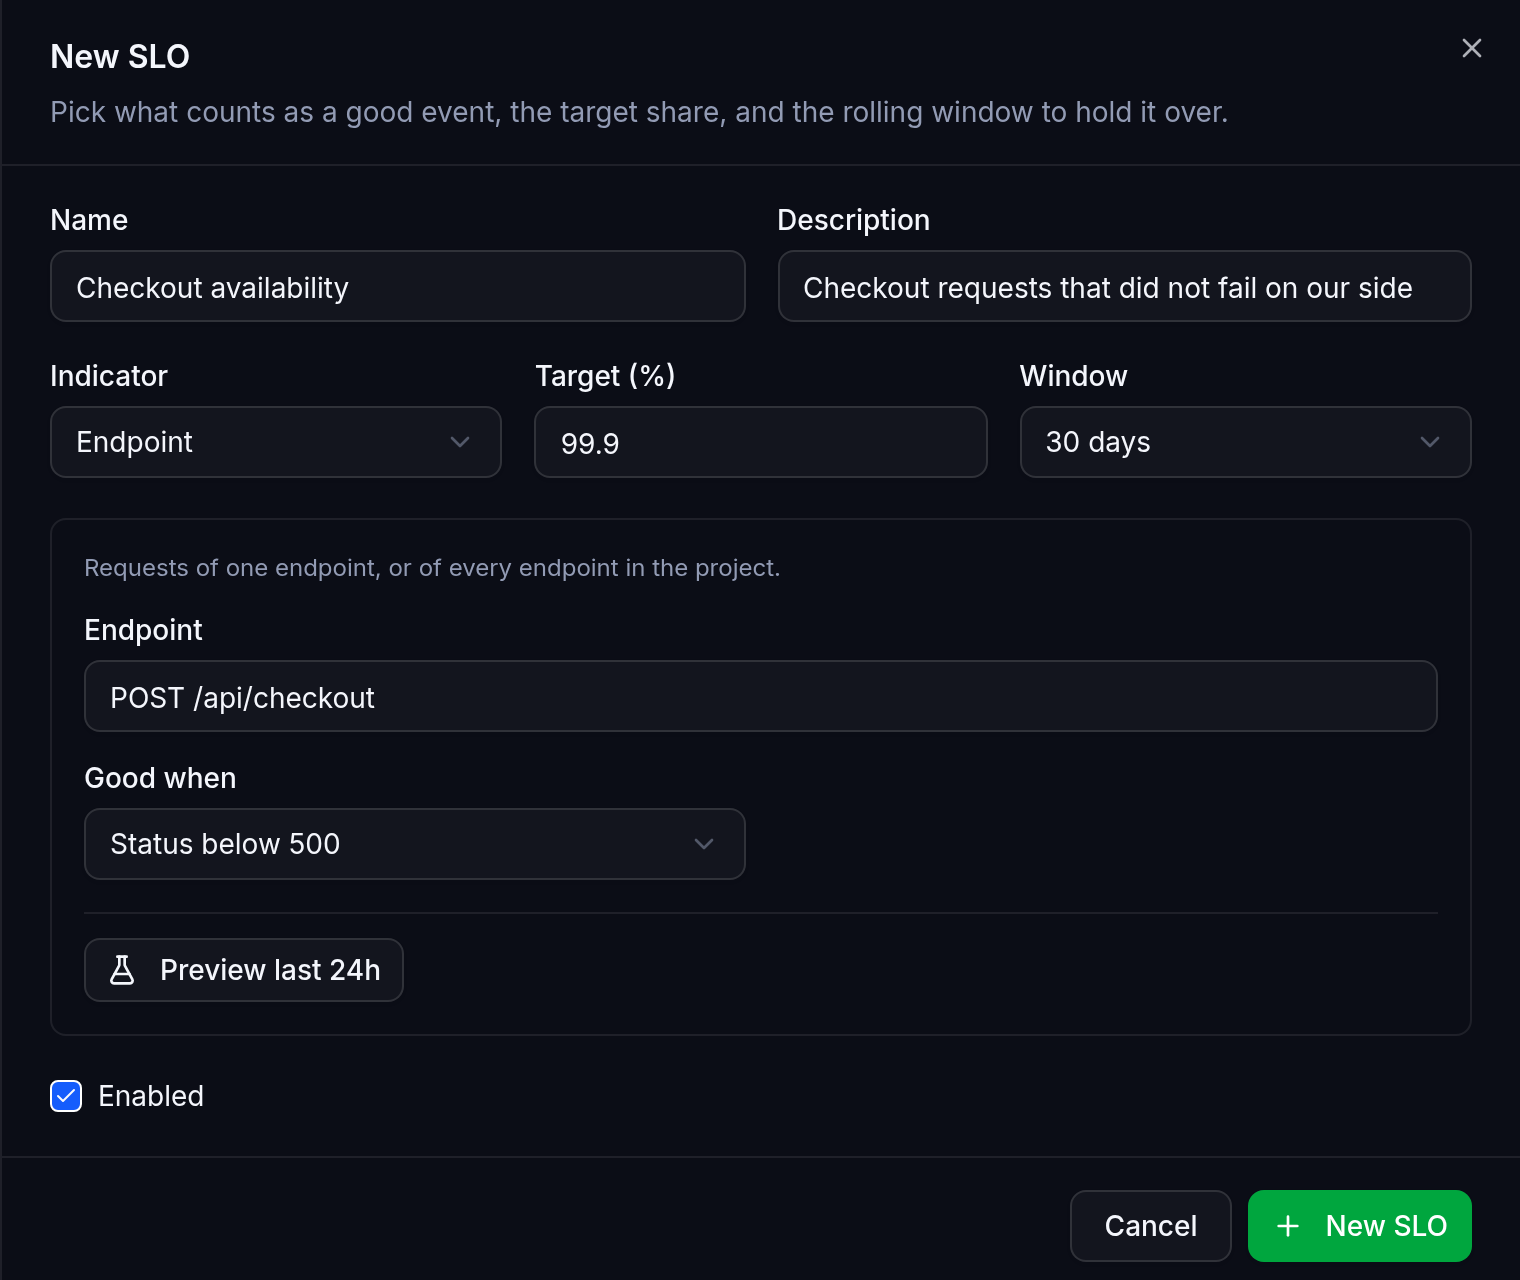 New SLO
Pick what counts as a good event, the target share, and the rolling window to hold it over.
Name
Description
Checkout availability
Checkout requests that did not fail on our side
Indicator
Target (%)
Window
Endpoint
99.9
30 days
Requests of one endpoint, or of every endpoint in the project.
Endpoint
POST /api/checkout
Good when
Status below 500
Preview last 24h
Enabled
Cancel
New SLO